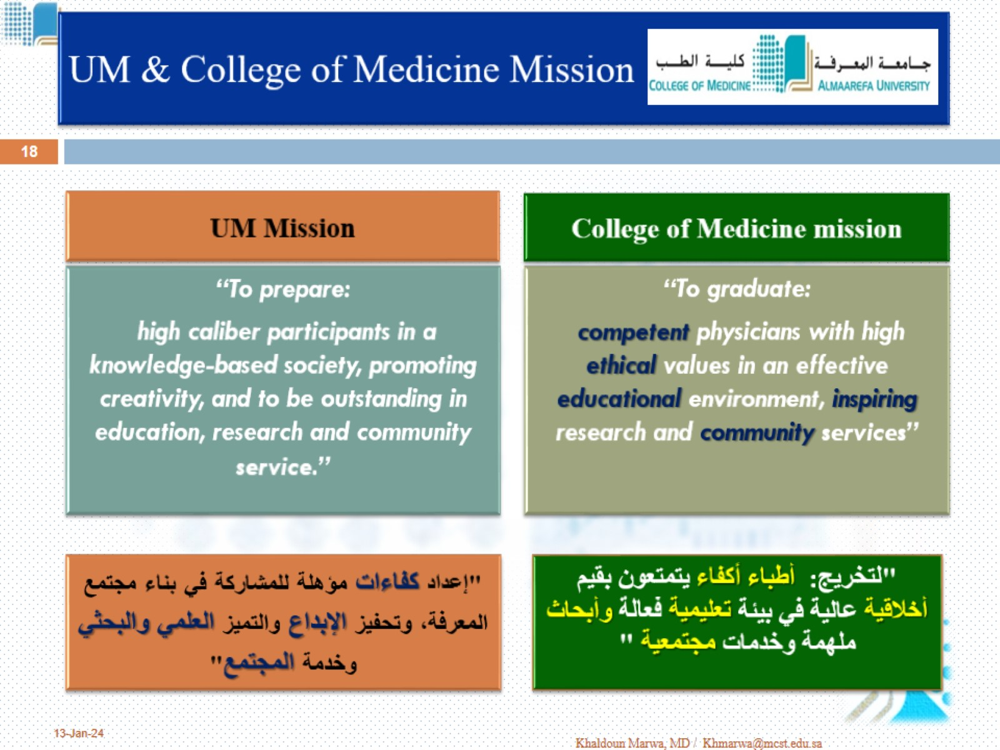 UM & College of Medicine Mission
كليـة الطـب
COLLEGE OF MEDICINE
جـامعـة المعـرفـة
ALMAAREFA UNIVERSITY
18
UM Mission
“To prepare:
high caliber participants in a
knowledge-based society, promoting
creativity, and to be outstanding in
education, research and community
service.”
College of Medicine mission
“To graduate:
competent physicians with high
ethical values in an effective
educational environment, inspiring
research and community services”
"إعداد كفاءات مؤهلة للمشاركة في بناء مجتمع
المعرفة، وتحفيز الإبداع والتميز العلمي والبحثي
وخدمة المجتمع"
"لتخريج: أطباء أكفاء يتمتعون بقيم
أخلاقية عالية في بيئة تعليمية فعالة وأبحاث
ملهمة وخدمات مجتمعية "
13-Jan-24
Khaldoun Marwa, MD / Khmarwa@mcst.edu.sa